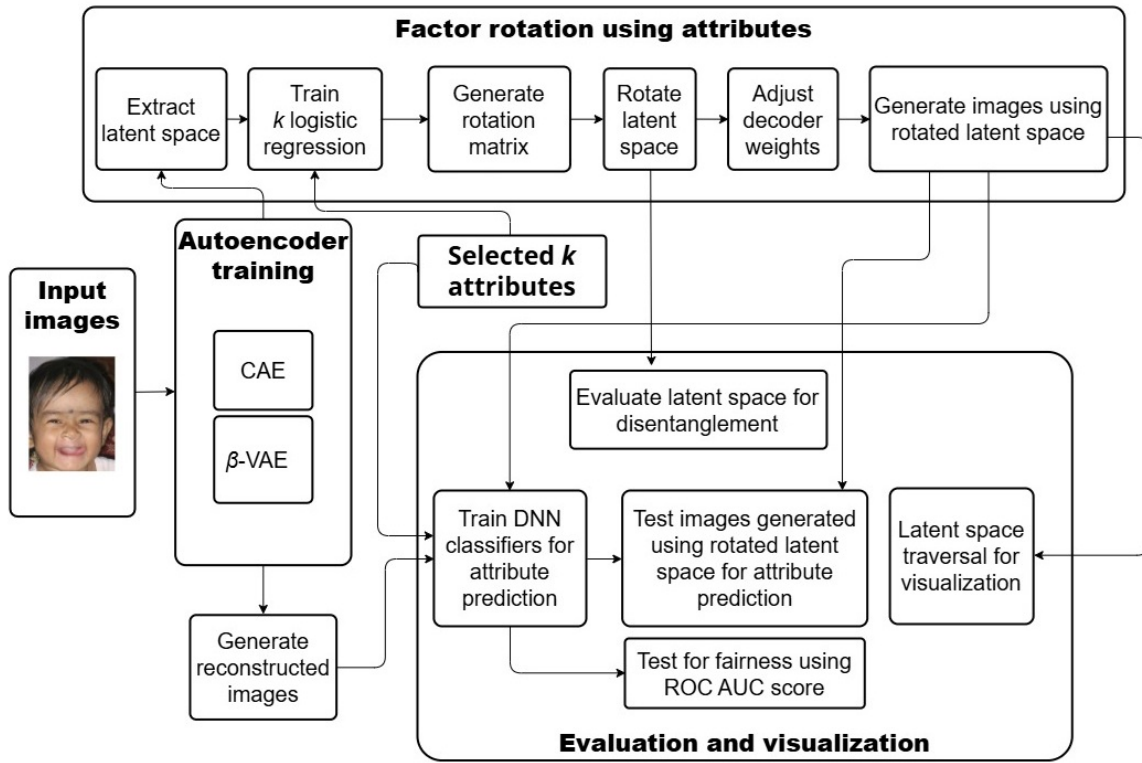 Factor rotation using attributes
Extract
latent space
Train
k logistic
regression
Generate
rotation
matrix
Rotate
latent
space
Adjust
decoder
weights
Generate images using
rotated latent space
Autoencoder
training
Selected k
attributes
Input
images
CAE
β-VAE
Evaluate latent space for
disentanglement
Train DNN
classifiers for
attribute
prediction
Test images generated
using rotated latent
space for attribute
prediction
Latent space
traversal for
visualization
Generate
reconstructed
images
Test for fairness using
ROC AUC score
Evaluation and visualization